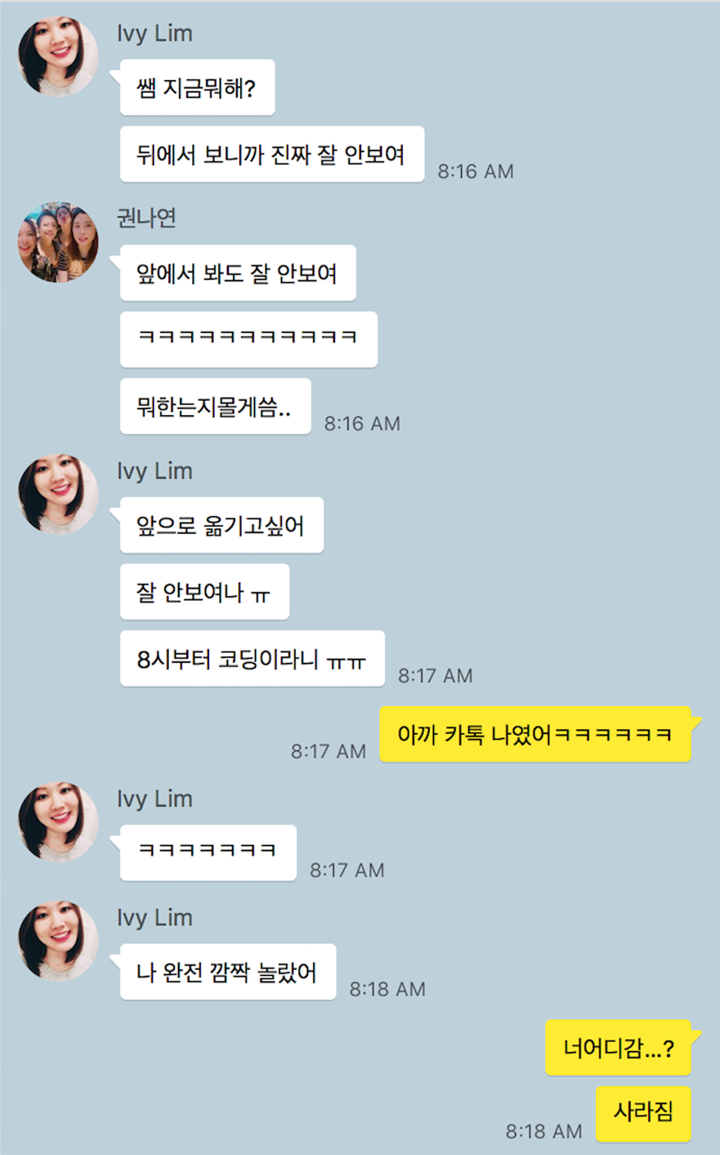 Ivy Lim
쌤 지금뭐해?
뒤에서 보니까 진짜 잘 안보여
8:16 AM
권나연
앞에서 봐도 잘 안보여
ㅋㅋㅋㅋㅋㅋㅋㅋㅋㅋㅋ
뭐한는지몰게씀..
8:16 AM
Ivy Lim
앞으로 옮기고싶어
잘 안보여나 ㅠ
8시부터 코딩이라니 ㅠㅠ
8:17 AM
아까 카톡 나였어ㅋㅋㅋㅋㅋㅋ
8:17 AM
Ivy Lim
ㅋㅋㅋㅋㅋㅋㅋ
8:17 AM
Ivy Lim
나 완전 깜짝 놀랐어
8:18 AM
너어디감...?
사라짐
8:18 AM